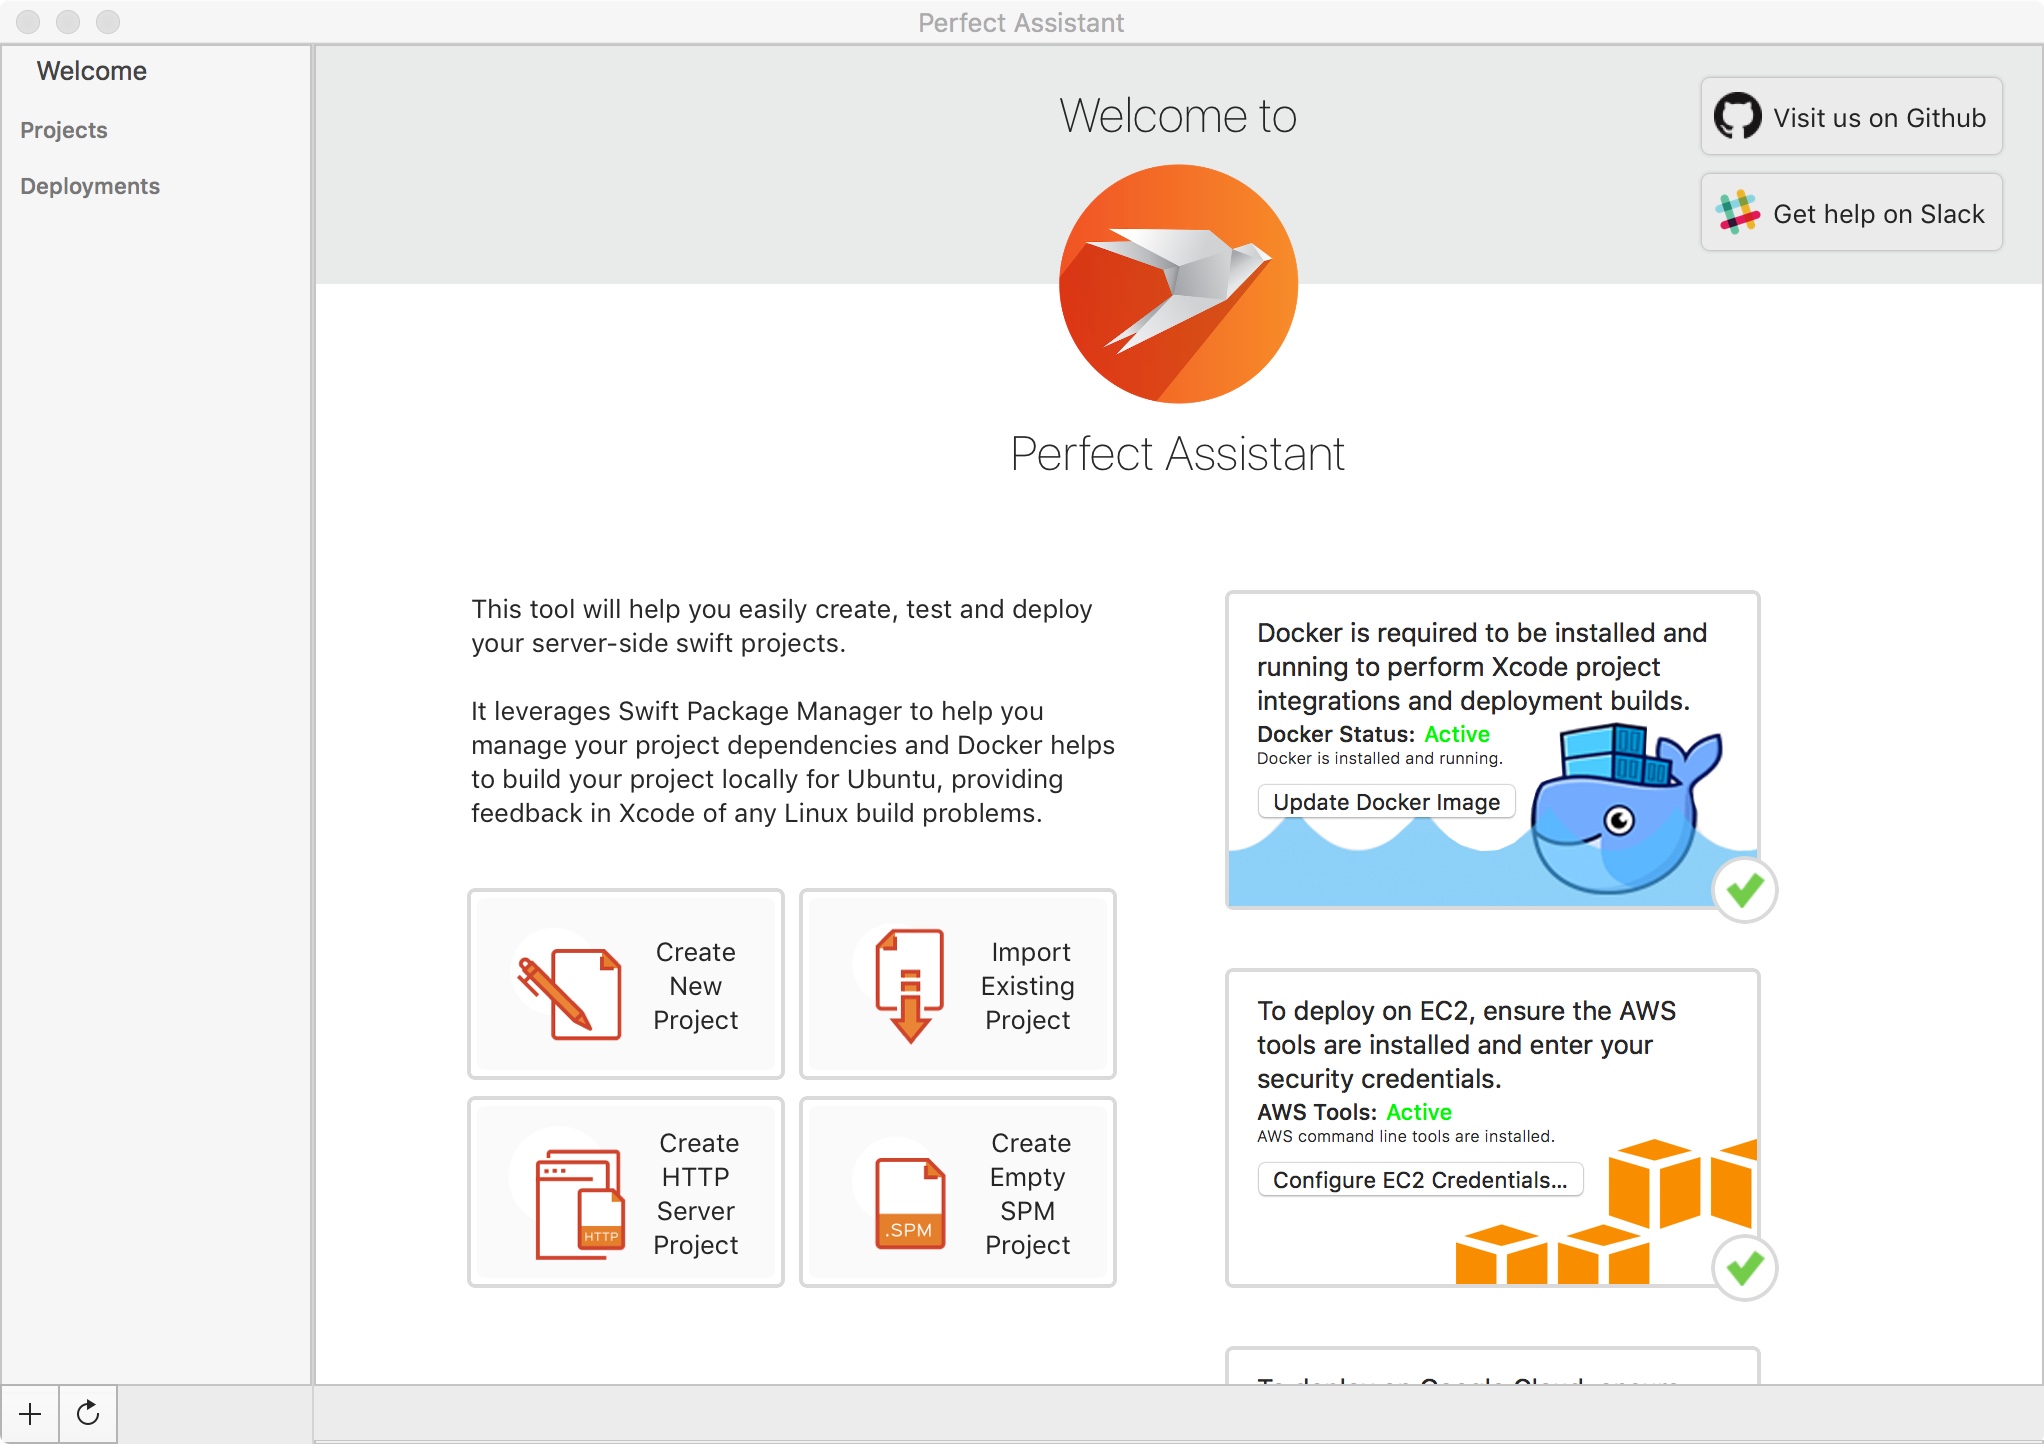 Perfect Assistant
Welcome
Projects
Deployments
Welcome to
Perfect Assistant
Visit us on Github
Get help on Slack
This tool will help you easily create, test and deploy
your server-side swift projects.
It leverages Swift Package Manager to help you
manage your project dependencies and Docker helps
to build your project locally for Ubuntu, providing
feedback in Xcode of any Linux build problems.
Create
New
Project
Import
Existing
Project
Create
HTTP
Server
Project
HTTP
Create
Empty
SPM
Project
.SPM
Docker is required to be installed and
running to perform Xcode project
integrations and deployment builds.
Docker Status: Active
Docker is installed and running.
Update Docker Image
To deploy on EC2, ensure the AWS
tools are installed and enter your
security credentials.
AWS Tools: Active
AWS command line tools are installed.
Configure EC2 Credentials...
To deploy on Google Cloud, ensure